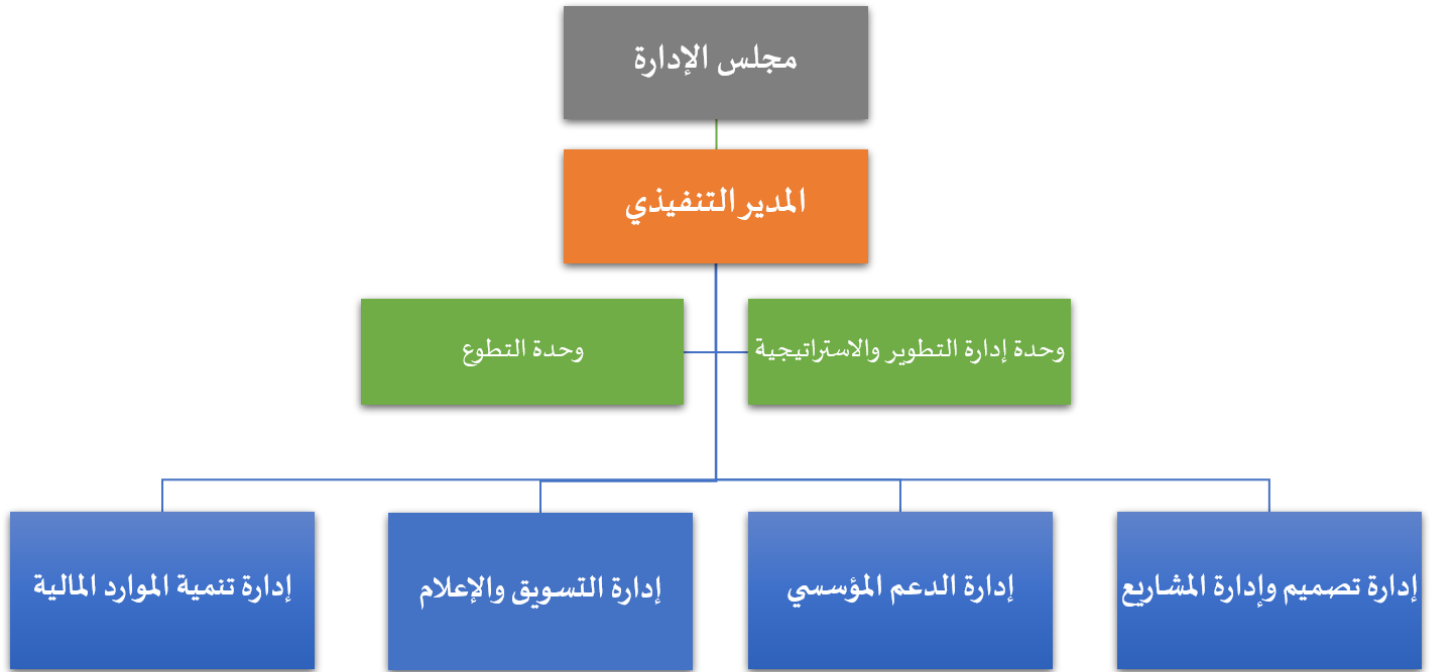 مجلس الإدارة
المدير التنفيذي
وحدة إدارة التطوير والاستراتيجية
وحدة التطوع
إدارة تصميم وإدارة المشاريع
إدارة الدعم المؤسسي
إدارة التسويق والإعلام
إدارة تنمية الموارد المالية